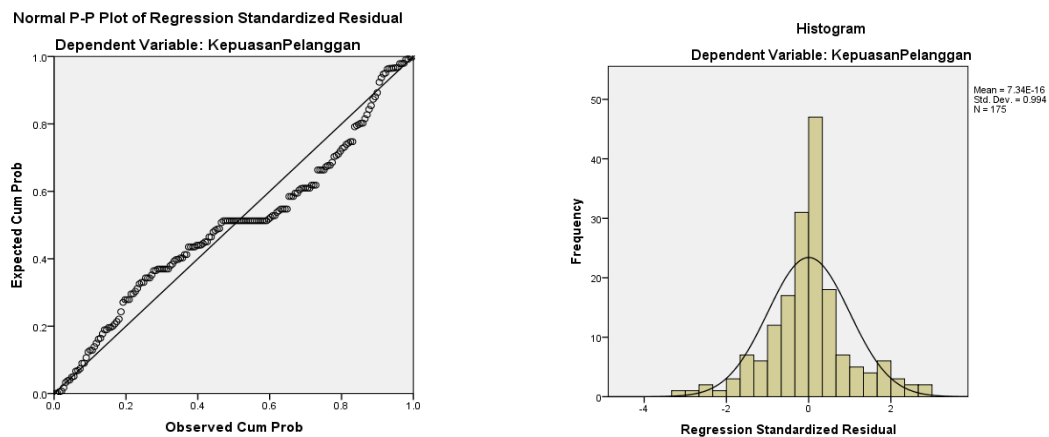 Normal P-P Plot of Regression Standardized Residual
Dependent Variable: KepuasanPelanggan
1.0
0.8
0.6
0.4
0.2
0.0
0.0 0.2 0.4 0.6 0.8 1.0
Expected Cum Prob
Observed Cum Prob
Histogram
Dependent Variable: KepuasanPelanggan
Mean = 7.34E-16
Std. Dev. = 0.994
N = 175
50
40
30
20
10
0
-4 -2 0 2
Frequency
Regression Standardized Residual